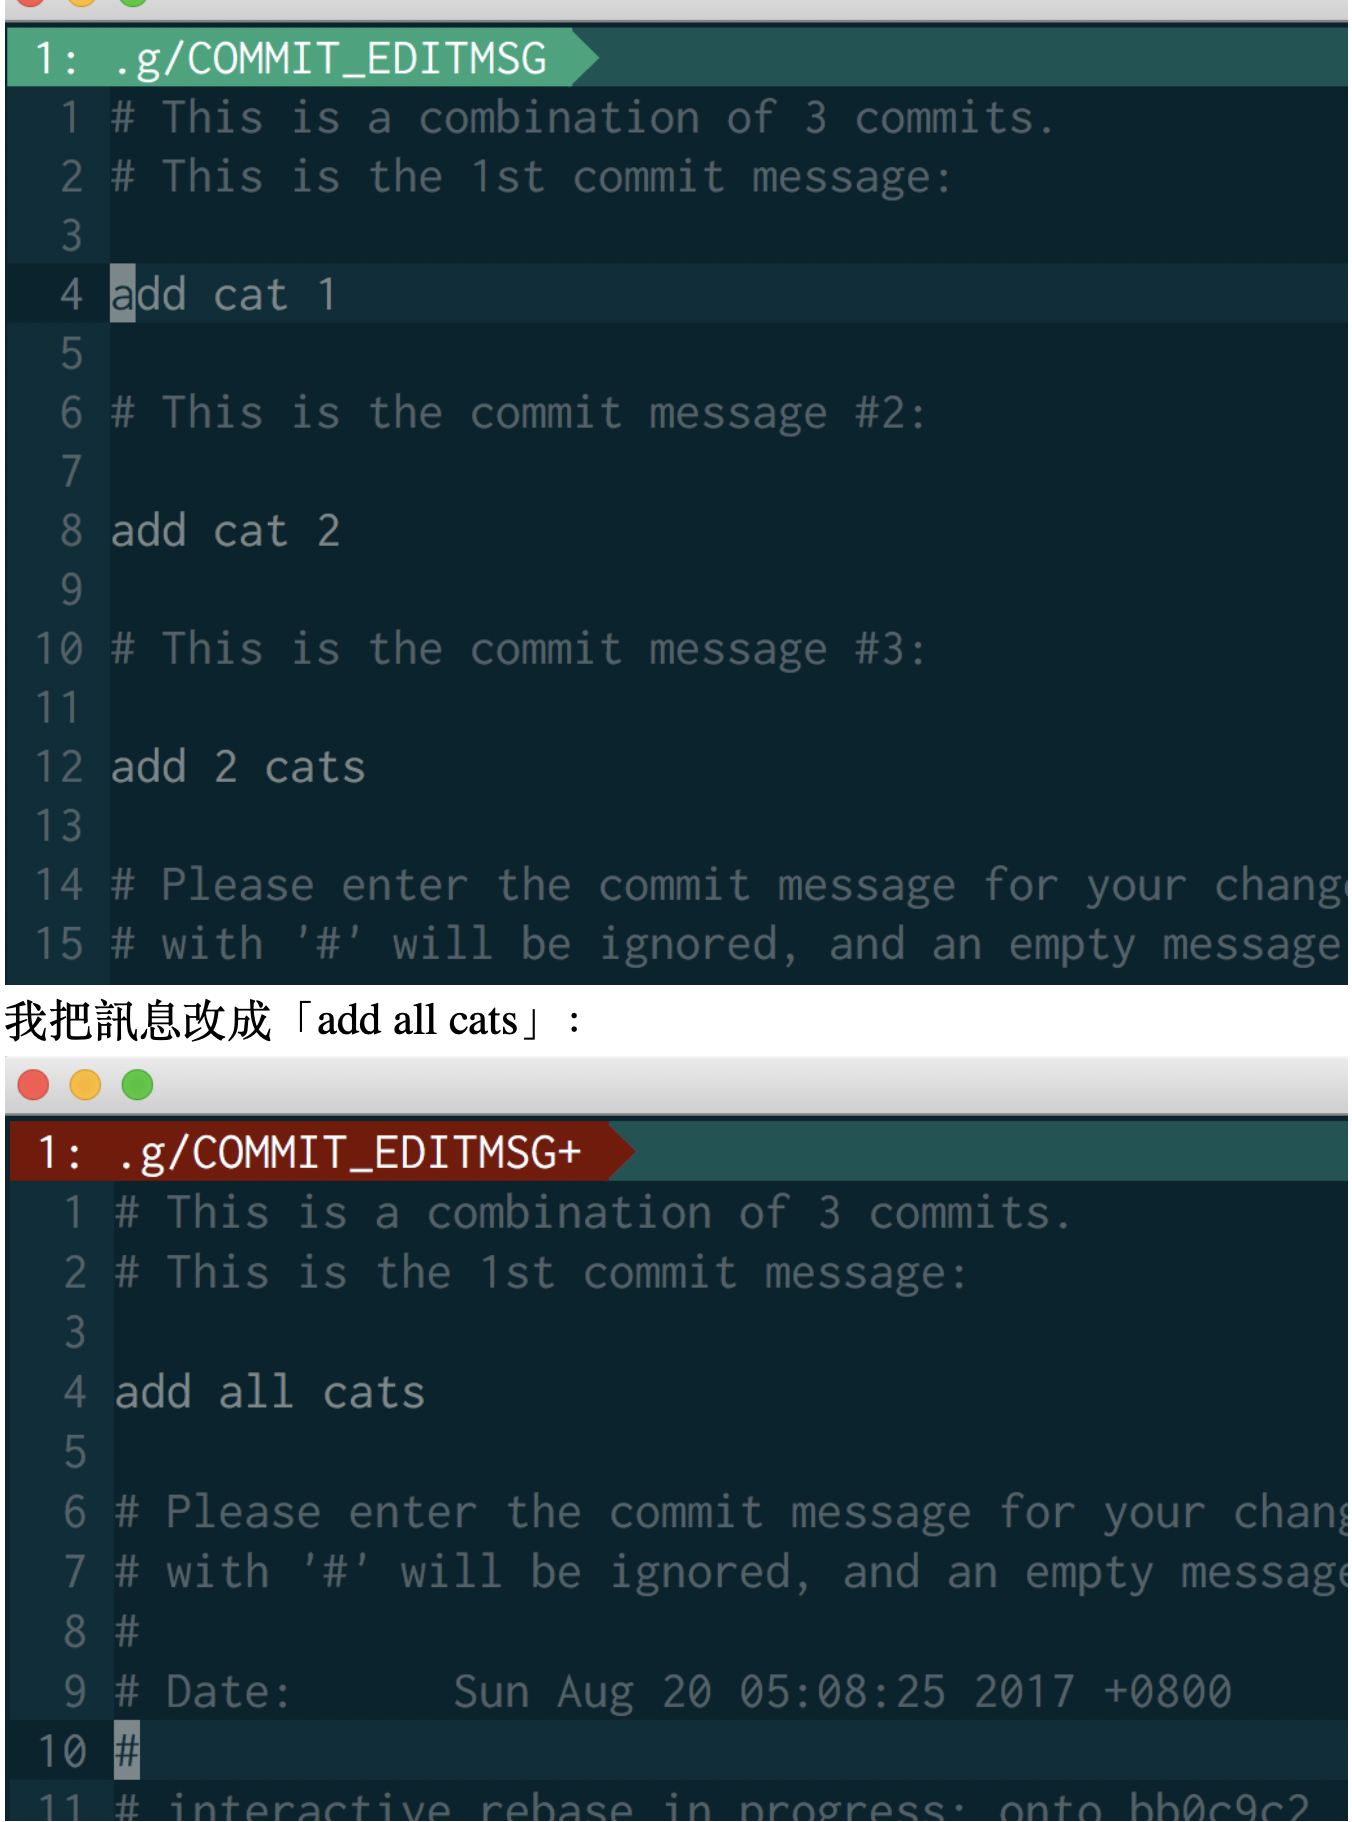 1: .g/COMMIT_EDITMSG
1 # This is a combination of 3 commits.
2 # This is the 1st commit message:
3
4 add cat 1
5
6 # This is the commit message #2:
7
8 add cat 2
9
10 # This is the commit message #3:
11
12 add 2 cats
13
14 # Please enter the commit message for your change
15 # with '#' will be ignored, and an empty message
我把訊息改成「add all cats」：
1: .g/COMMIT_EDITMSG+
1 # This is a combination of 3 commits.
2 # This is the 1st commit message:
3
4 add all cats
5
6 # Please enter the commit message for your chang
7 # with '#' will be ignored, and an empty message
8 #
9 # Date: Sun Aug 20 05:08:25 2017 +0800
10 #
11 # interactive rebase in progress; onto bb0c9c2